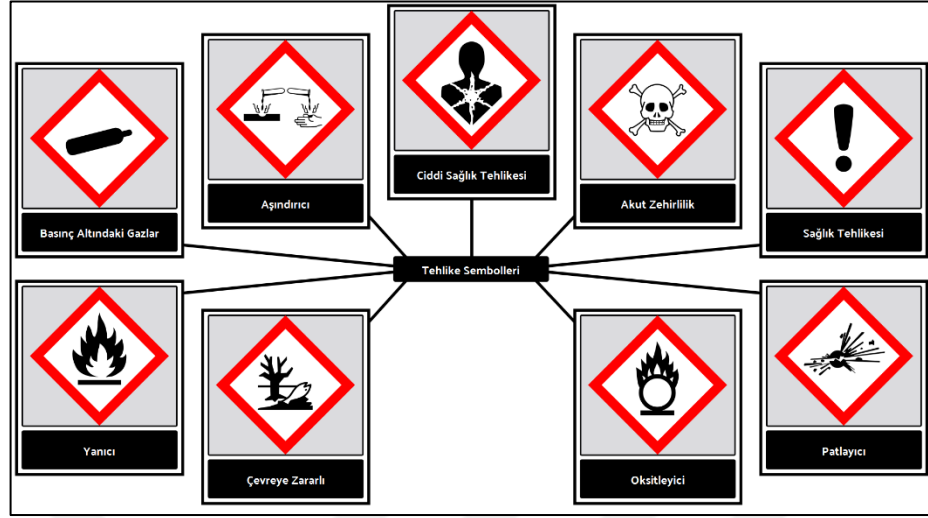 Ciddi Sağlık Tehlikesi
Aşındırıcı
Akut Zehirlilik
Basınç Altındaki Gazlar
Sağlık Tehlikesi
Tehlike Sembolleri
Yanıcı
Çevreye Zararlı
Oksitleyici
Patlayıcı